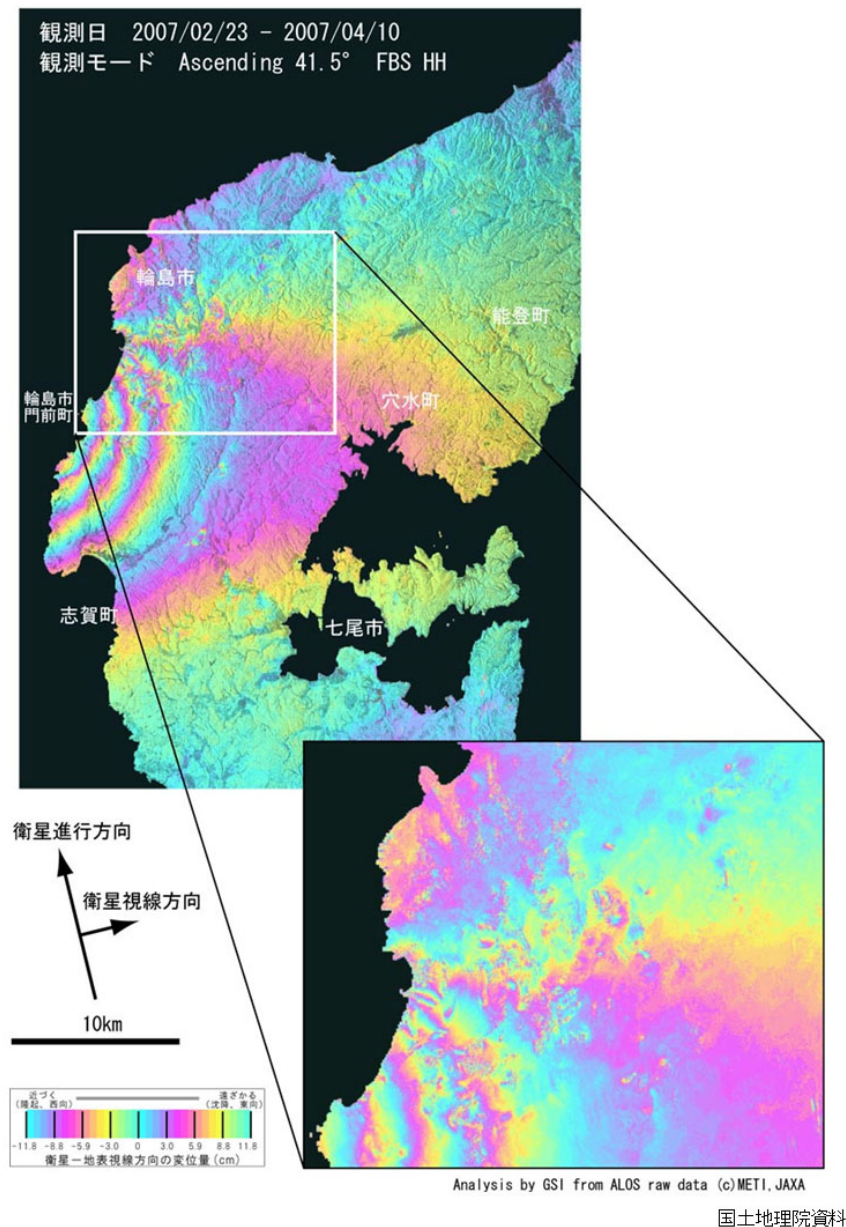 観測日 2007/02/23 - 2007/04/10
観測モード Ascending 41.5° FBS HH
輪島市
能登町
輪島市
門前町
穴水町
志賀町
七尾市
衛星進行方向
衛星視線方向
10km
近づく 遠ざかる
(隆起、西向) (沈降、東向)
-11.8 -8.8 -5.9 -3.0 0 3.0 5.9 8.8 11.8
衛星－地表視線方向の変位量(cm)
Analysis by GSI from ALOS raw data (c)METI,JAXA
国土地理院資料